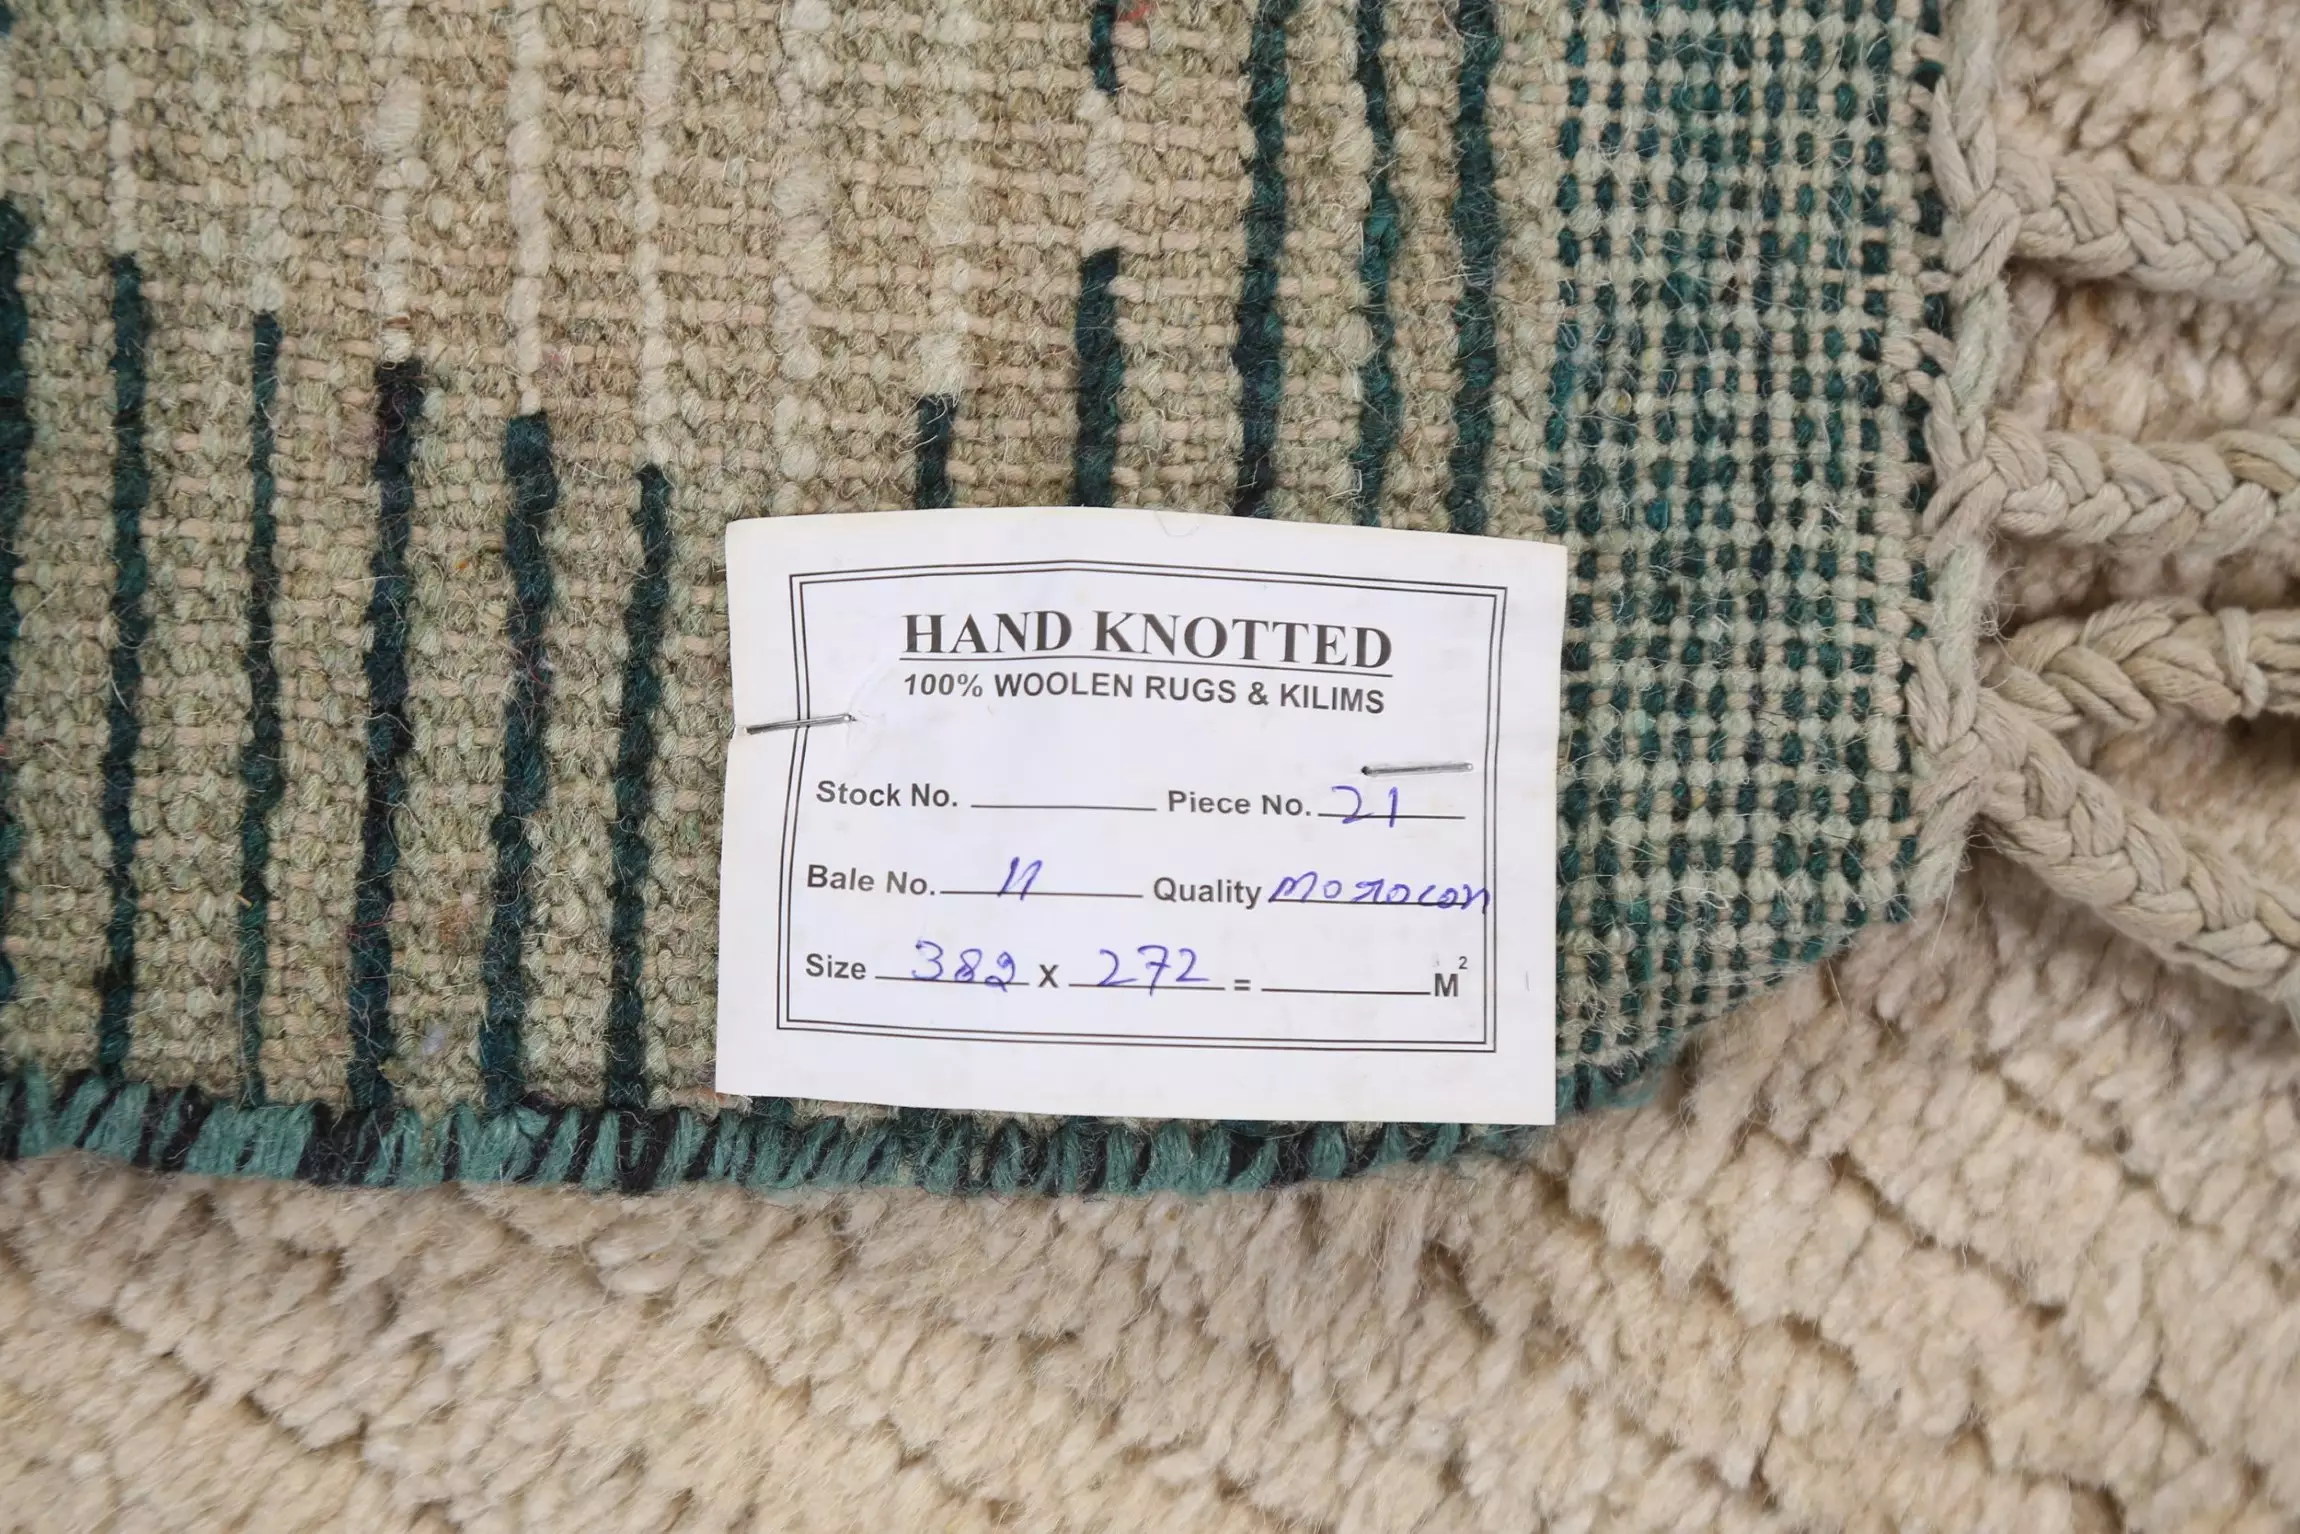 HAND KNOTTED
100% WOOLEN RUGS & KILIMS
Stock No. Piece No. 21
Bale No. 11 Quality Morocon
Size 382 X 272 = M²